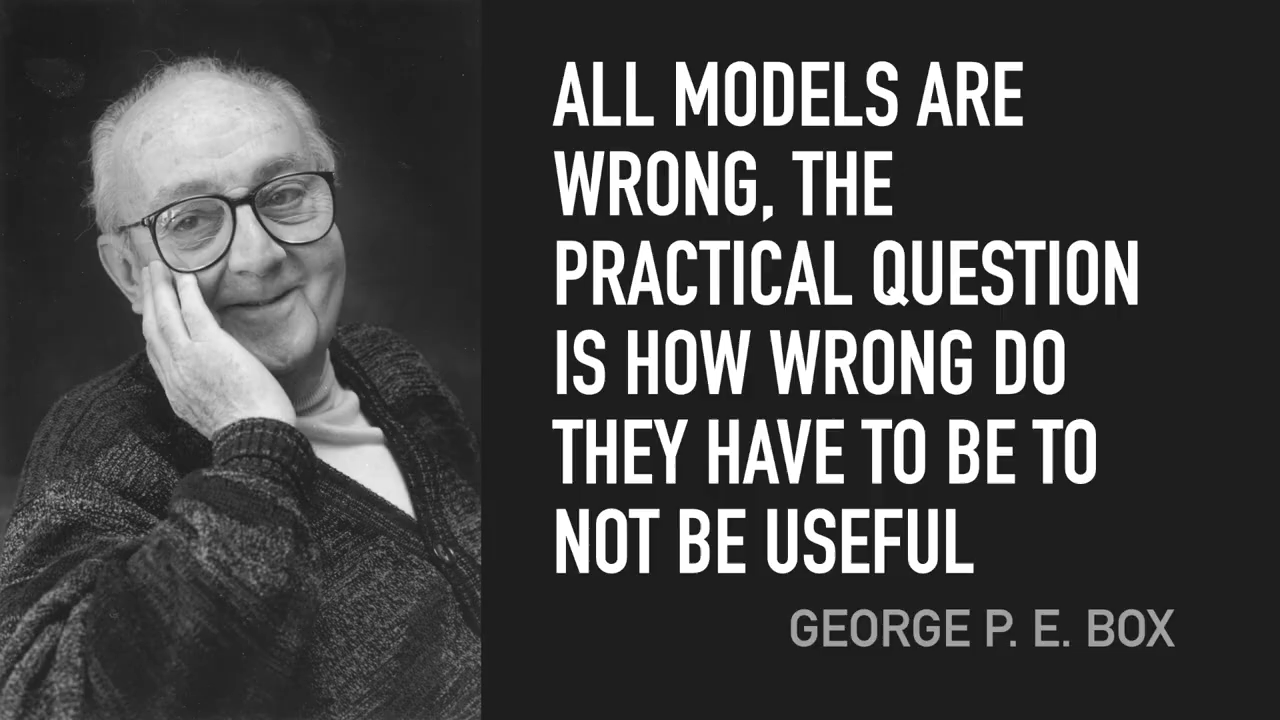 ALL MODELS ARE
WRONG, THE
PRACTICAL QUESTION
IS HOW WRONG DO
THEY HAVE TO BE TO
NOT BE USEFUL
GEORGE P. E. BOX